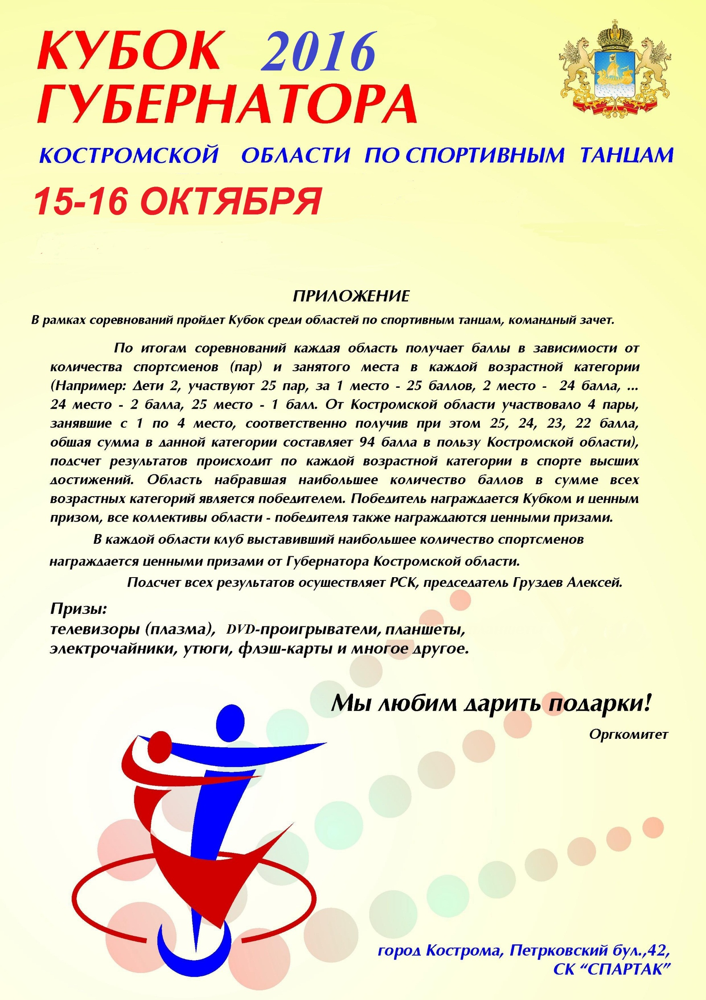 КУБОК 2016
ГУБЕРНАТОРА
КОСТРОМСКОЙ ОБЛАСТИ ПО СПОРТИВНЫМ ТАНЦАМ
15-16 ОКТЯБРЯ
ПРИЛОЖЕНИЕ
В рамках соревнований пройдет Кубок среди областей по спортивным танцам, командный зачет.
По итогам соревнований каждая область получает баллы в зависимости от
количества спортсменов (пар) и занятого места в каждой возрастной категории
(Например: Дети 2, участвуют 25 пар, за 1 место - 25 баллов, 2 место - 24 балла, ...
24 место - 2 балла, 25 место - 1 балл. От Костромской области участвовало 4 пары,
занявшие с 1 по 4 место, соответственно получив при этом 25, 24, 23, 22 балла,
обшая сумма в данной категории составляет 94 балла в пользу Костромской области),
подсчет результатов происходит по каждой возрастной категории в спорте высших
достижений. Область набравшая наибольшее количество баллов в сумме всех
возрастных категорий является победителем. Победитель награждается Кубком и ценным
призом, все коллективы области - победителя также награждаются ценными призами.
В каждой области клуб выставивший наибольшее количество спортсменов
награждается ценными призами от Губернатора Костромской области.
Подсчет всех результатов осуществляет РСК, председатель Груздев Алексей.
Призы:
телевизоры (плазма), DVD-проигрыватели, планшеты,
электрочайники, утюги, флэш-карты и многое другое.
Мы любим дарить подарки!
Оргкомитет
город Кострома, Петрковский бул.,42,
СК “СПАРТАК”